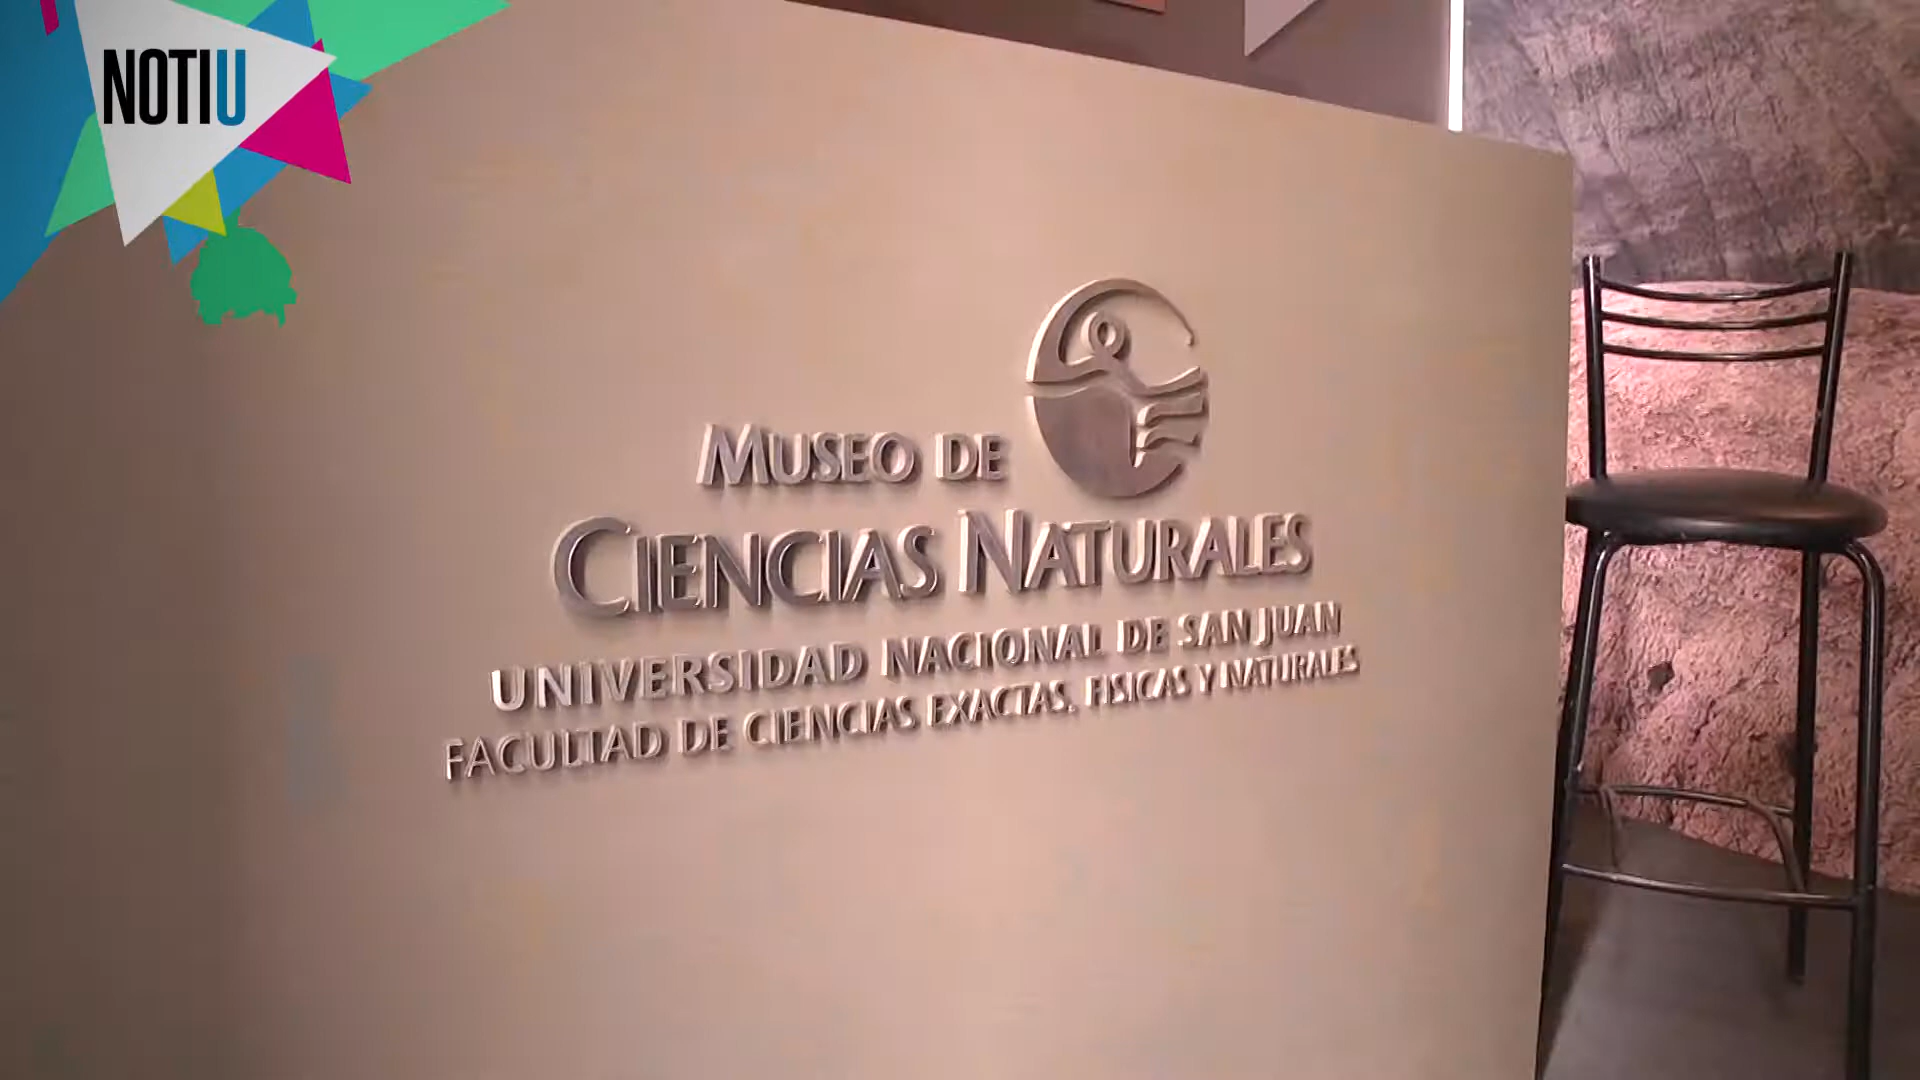 NOTIU
MUSEO DE
CIENCIAS NATURALES
UNIVERSIDAD NACIONAL DE SAN JUAN
FACULTAD DE CIENCIAS EXACTAS, FISICAS Y NATURALES